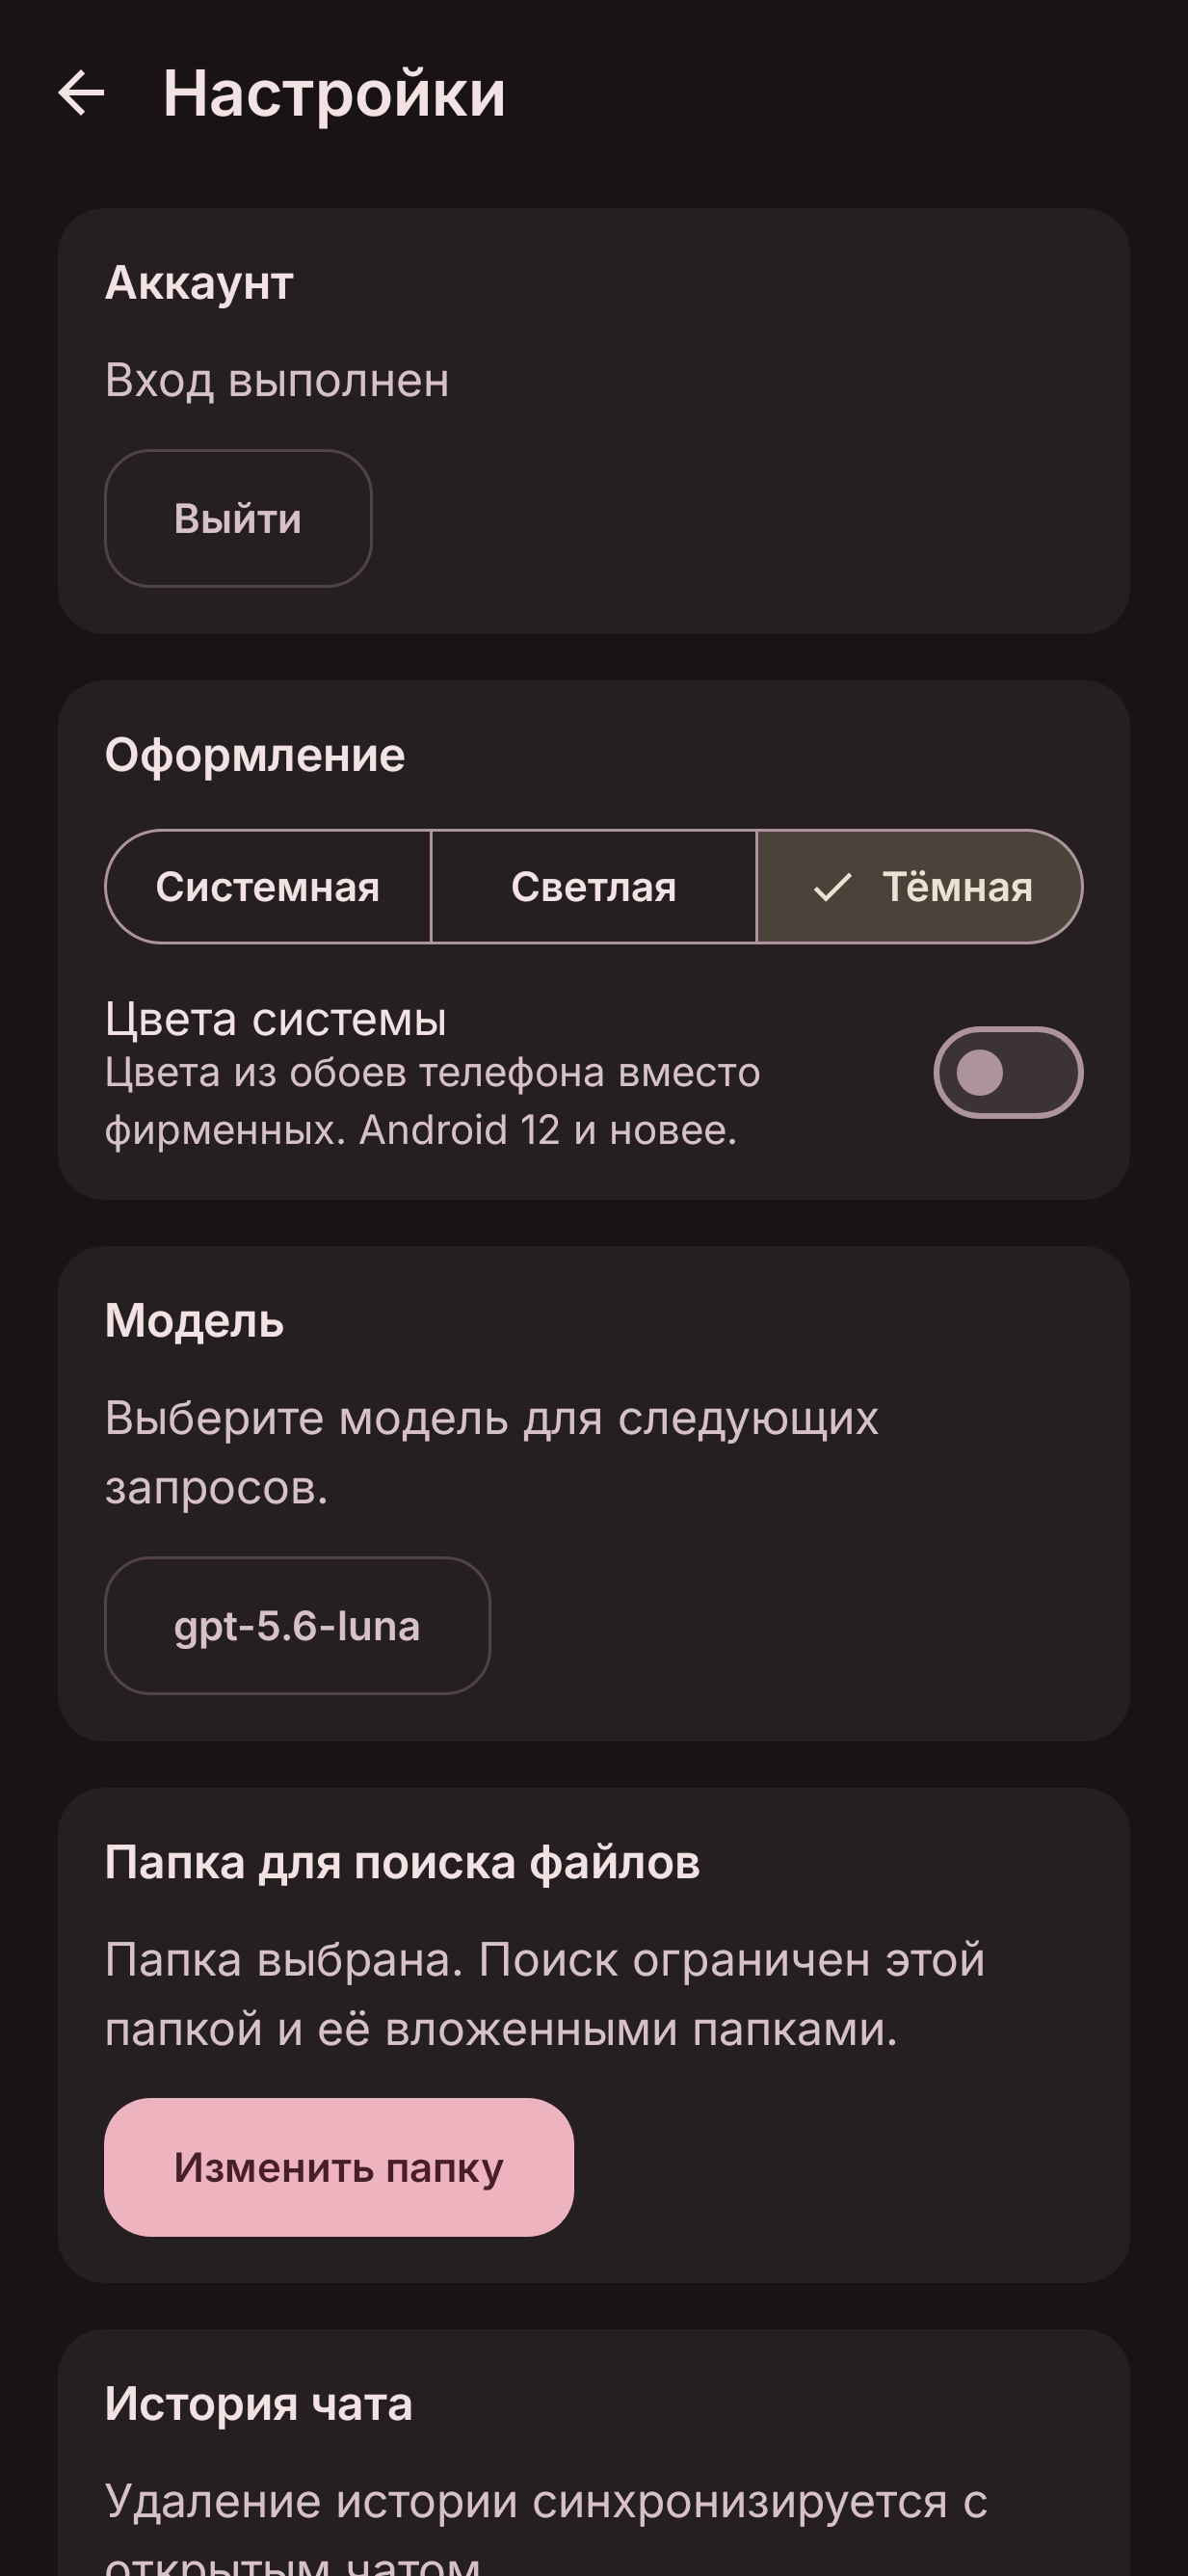 Настройки
Аккаунт
Вход выполнен
Выйти
Оформление
Системная
Светлая
Тёмная
Цвета системы
Цвета из обоев телефона вместо
фирменных. Android 12 и новее.
Модель
Выберите модель для следующих
запросов.
gpt-5.6-luna
Папка для поиска файлов
Папка выбрана. Поиск ограничен этой
папкой и её вложенными папками.
Изменить папку
История чата
Удаление истории синхронизируется с
открытым чатом